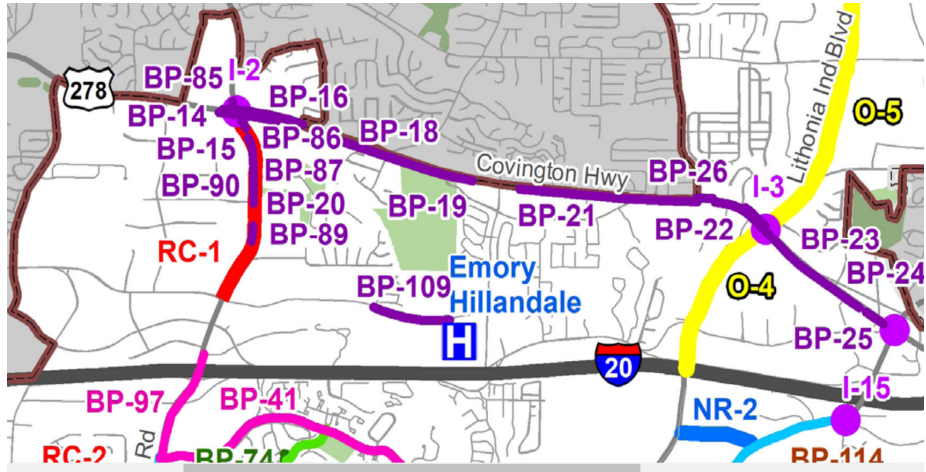 BP-85
I-2
278
BP-16
BP-14
BP-15
BP-86
BP-18
BP-87
BP-90
BP-20
BP-89
RC-1
BP-19
Covington Hwy
BP-21
BP-26
I-3
Lithonia Ind Blvd
O-5
BP-22
BP-23
BP-24
O-4
BP-25
BP-109
Emory
Hillandale
H
20
I-15
BP-97
BP-41
NR-2
RC-2
Rd
BP-74
BP-114